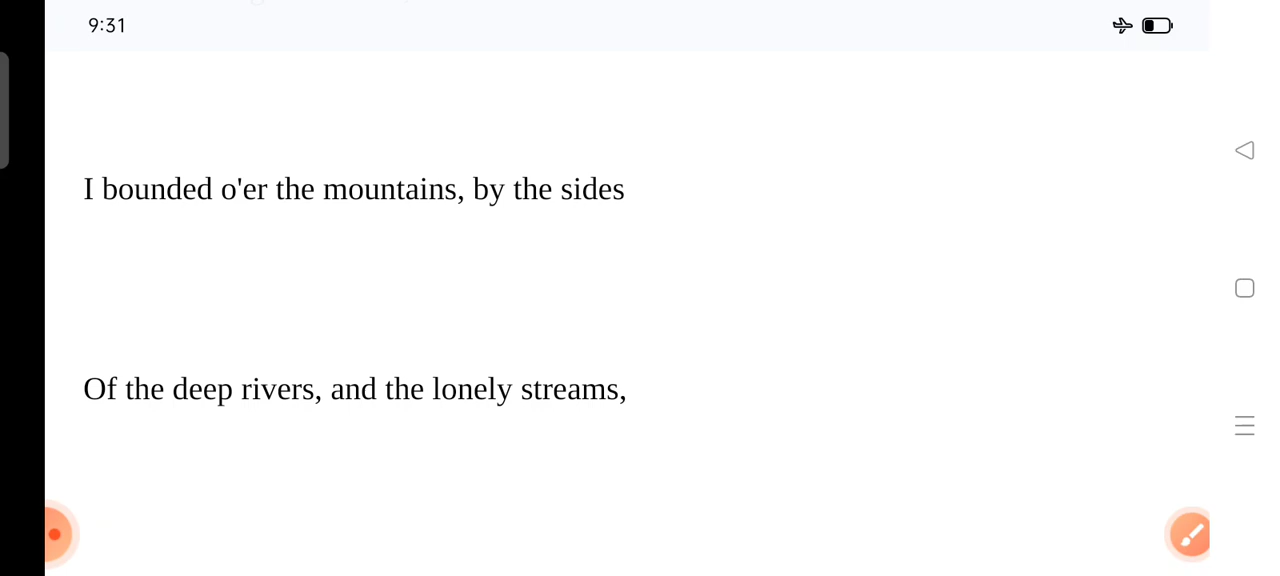 9:31
I bounded o'er the mountains, by the sides
Of the deep rivers, and the lonely streams,